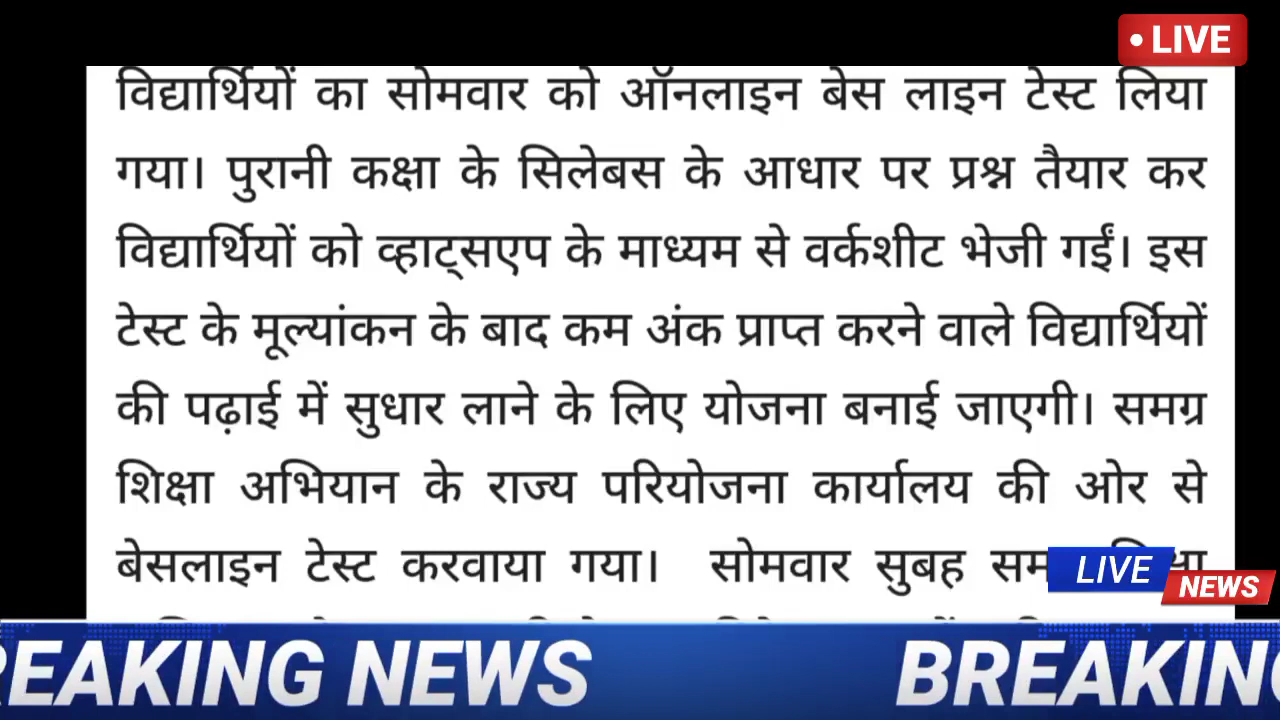 LIVE
विद्यार्थियों का सोमवार को ऑनलाइन बेस लाइन टेस्ट लिया
गया। पुरानी कक्षा के सिलेबस के आधार पर प्रश्न तैयार कर
विद्यार्थियों को व्हाट्सएप के माध्यम से वर्कशीट भेजी गईं। इस
टेस्ट के मूल्यांकन के बाद कम अंक प्राप्त करने वाले विद्यार्थियों
की पढ़ाई में सुधार लाने के लिए योजना बनाई जाएगी। समग्र
शिक्षा अभियान के राज्य परियोजना कार्यालय की ओर से
बेसलाइन टेस्ट करवाया गया। सोमवार सुबह
LIVE
NEWS
REAKING NEWS BREAKING